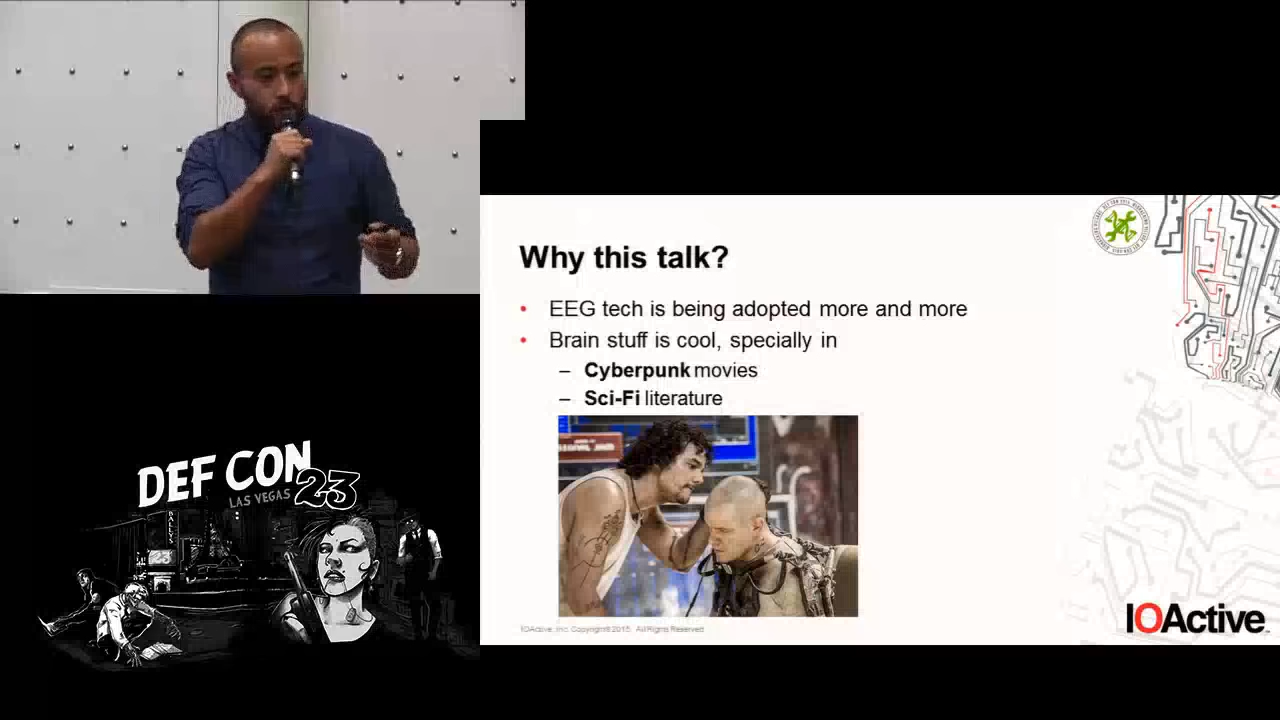 Why this talk?
• EEG tech is being adopted more and more
• Brain stuff is cool, specially in
– Cyberpunk movies
– Sci-Fi literature
IOActive, Inc. Copyright ©2015. All Rights Reserved.
IOActive
DEF CON
LAS VEGAS 23
BALLYS